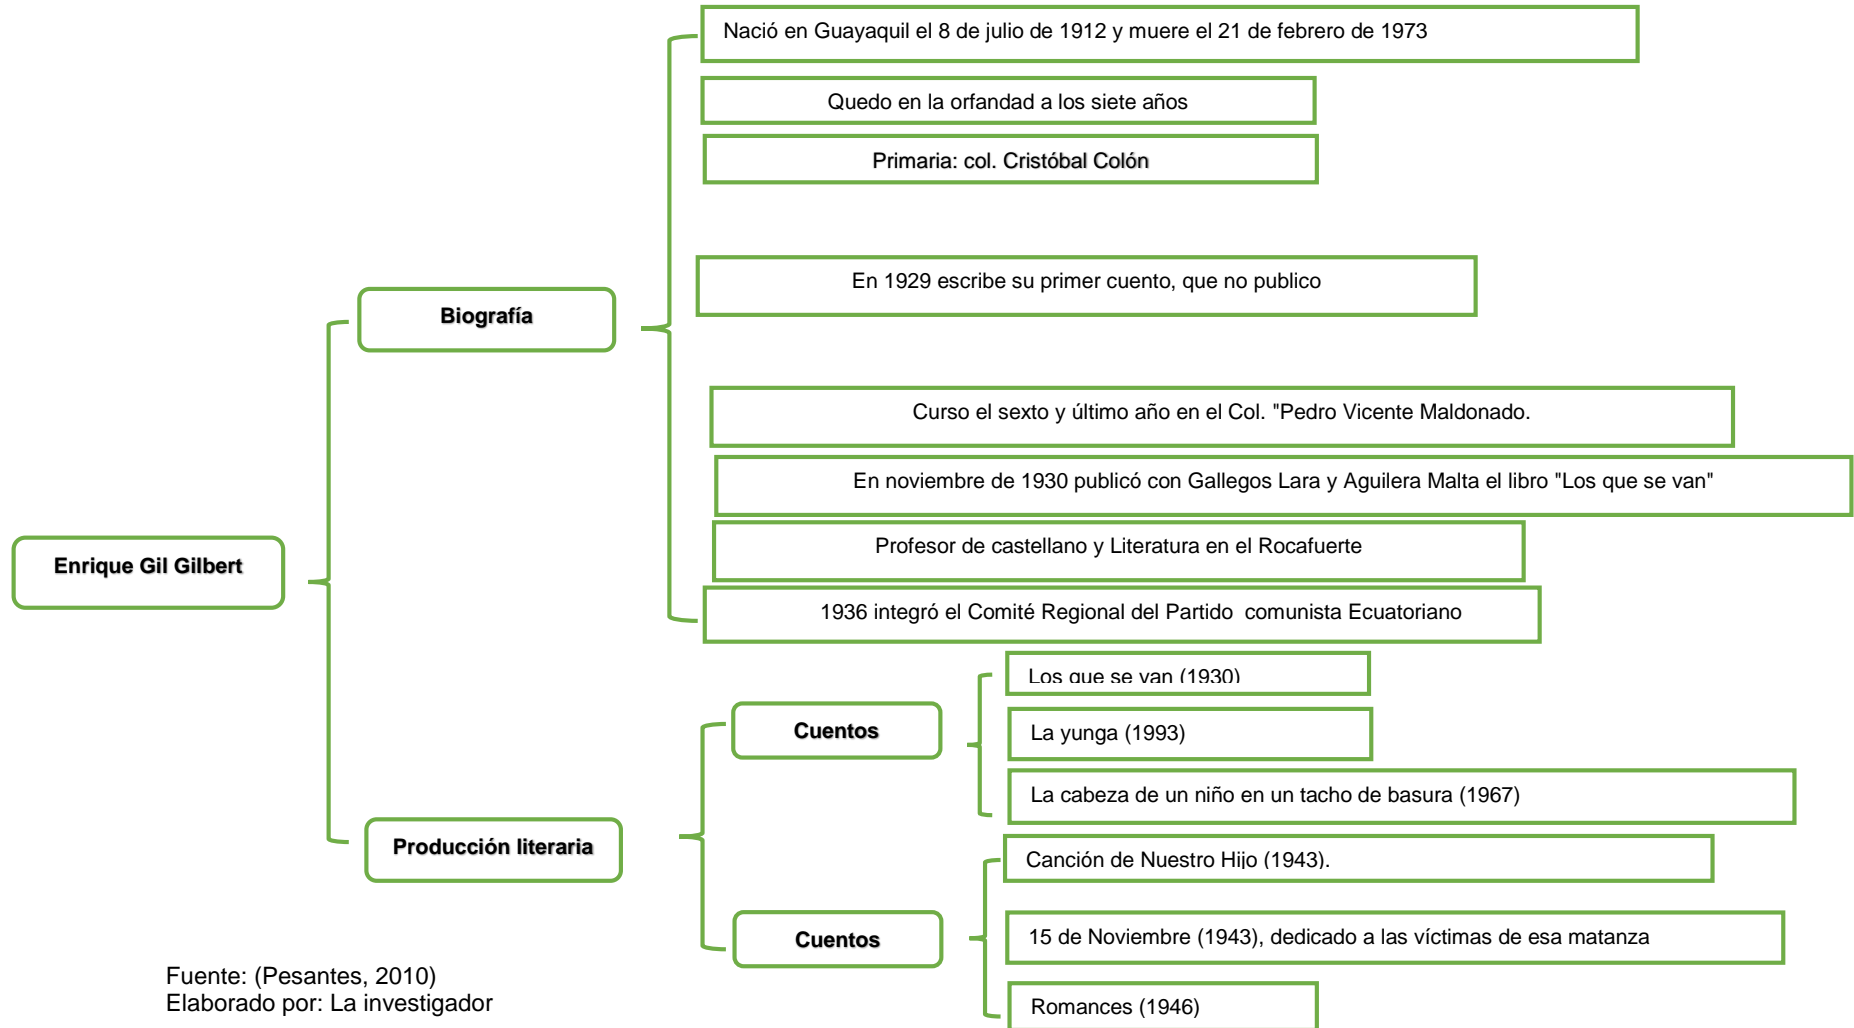 Nació en Guayaquil el 8 de julio de 1912 y muere el 21 de febrero de 1973
Quedo en la orfandad a los siete años
Primaria: col. Cristóbal Colón
En 1929 escribe su primer cuento, que no publico
Biografía
Curso el sexto y último año en el Col. "Pedro Vicente Maldonado.
En noviembre de 1930 publicó con Gallegos Lara y Aguilera Malta el libro "Los que se van"
Profesor de castellano y Literatura en el Rocafuerte
Enrique Gil Gilbert
1936 integró el Comité Regional del Partido  comunista Ecuatoriano
Los que se van (1930)
Cuentos
La yunga (1993)
La cabeza de un niño en un tacho de basura (1967)
Producción literaria
Canción de Nuestro Hijo (1943).
Cuentos
15 de Noviembre (1943), dedicado a las víctimas de esa matanza
Romances (1946)
Fuente: (Pesantes, 2010)
Elaborado por: La investigador